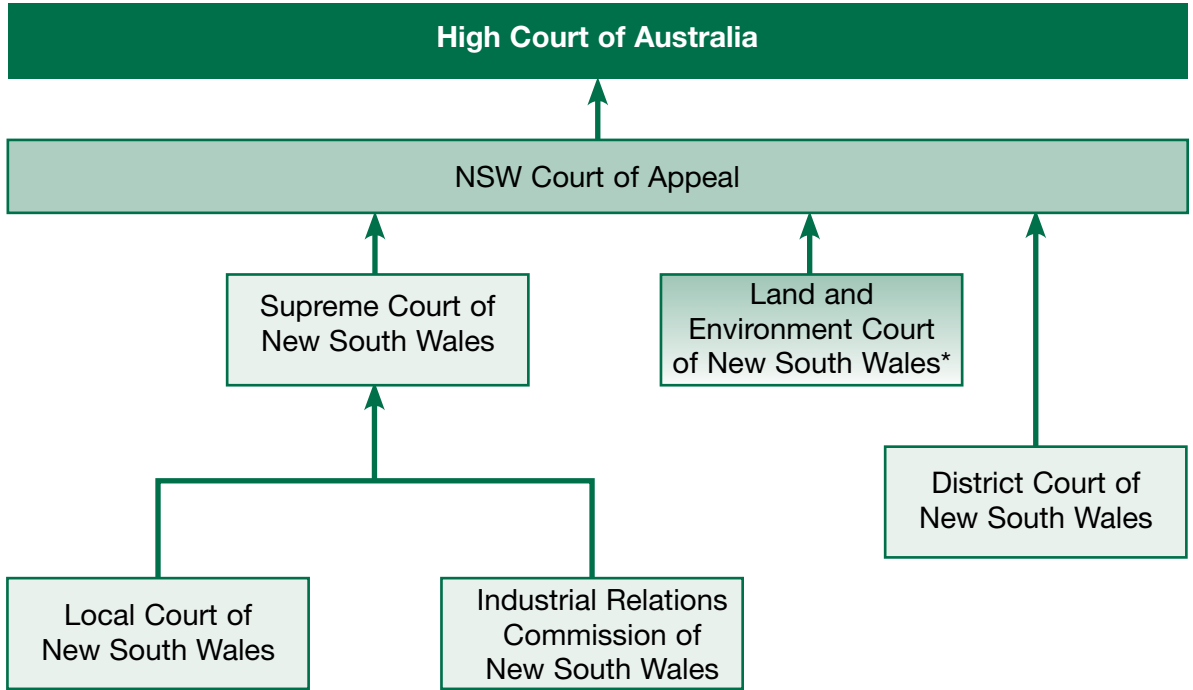 High Court of Australia
NSW Court of Appeal
Supreme Court of
New South Wales
Land and
Environment Court
of New South Wales*
District Court of
New South Wales
Local Court of
New South Wales
Industrial Relations
Commission of
New South Wales